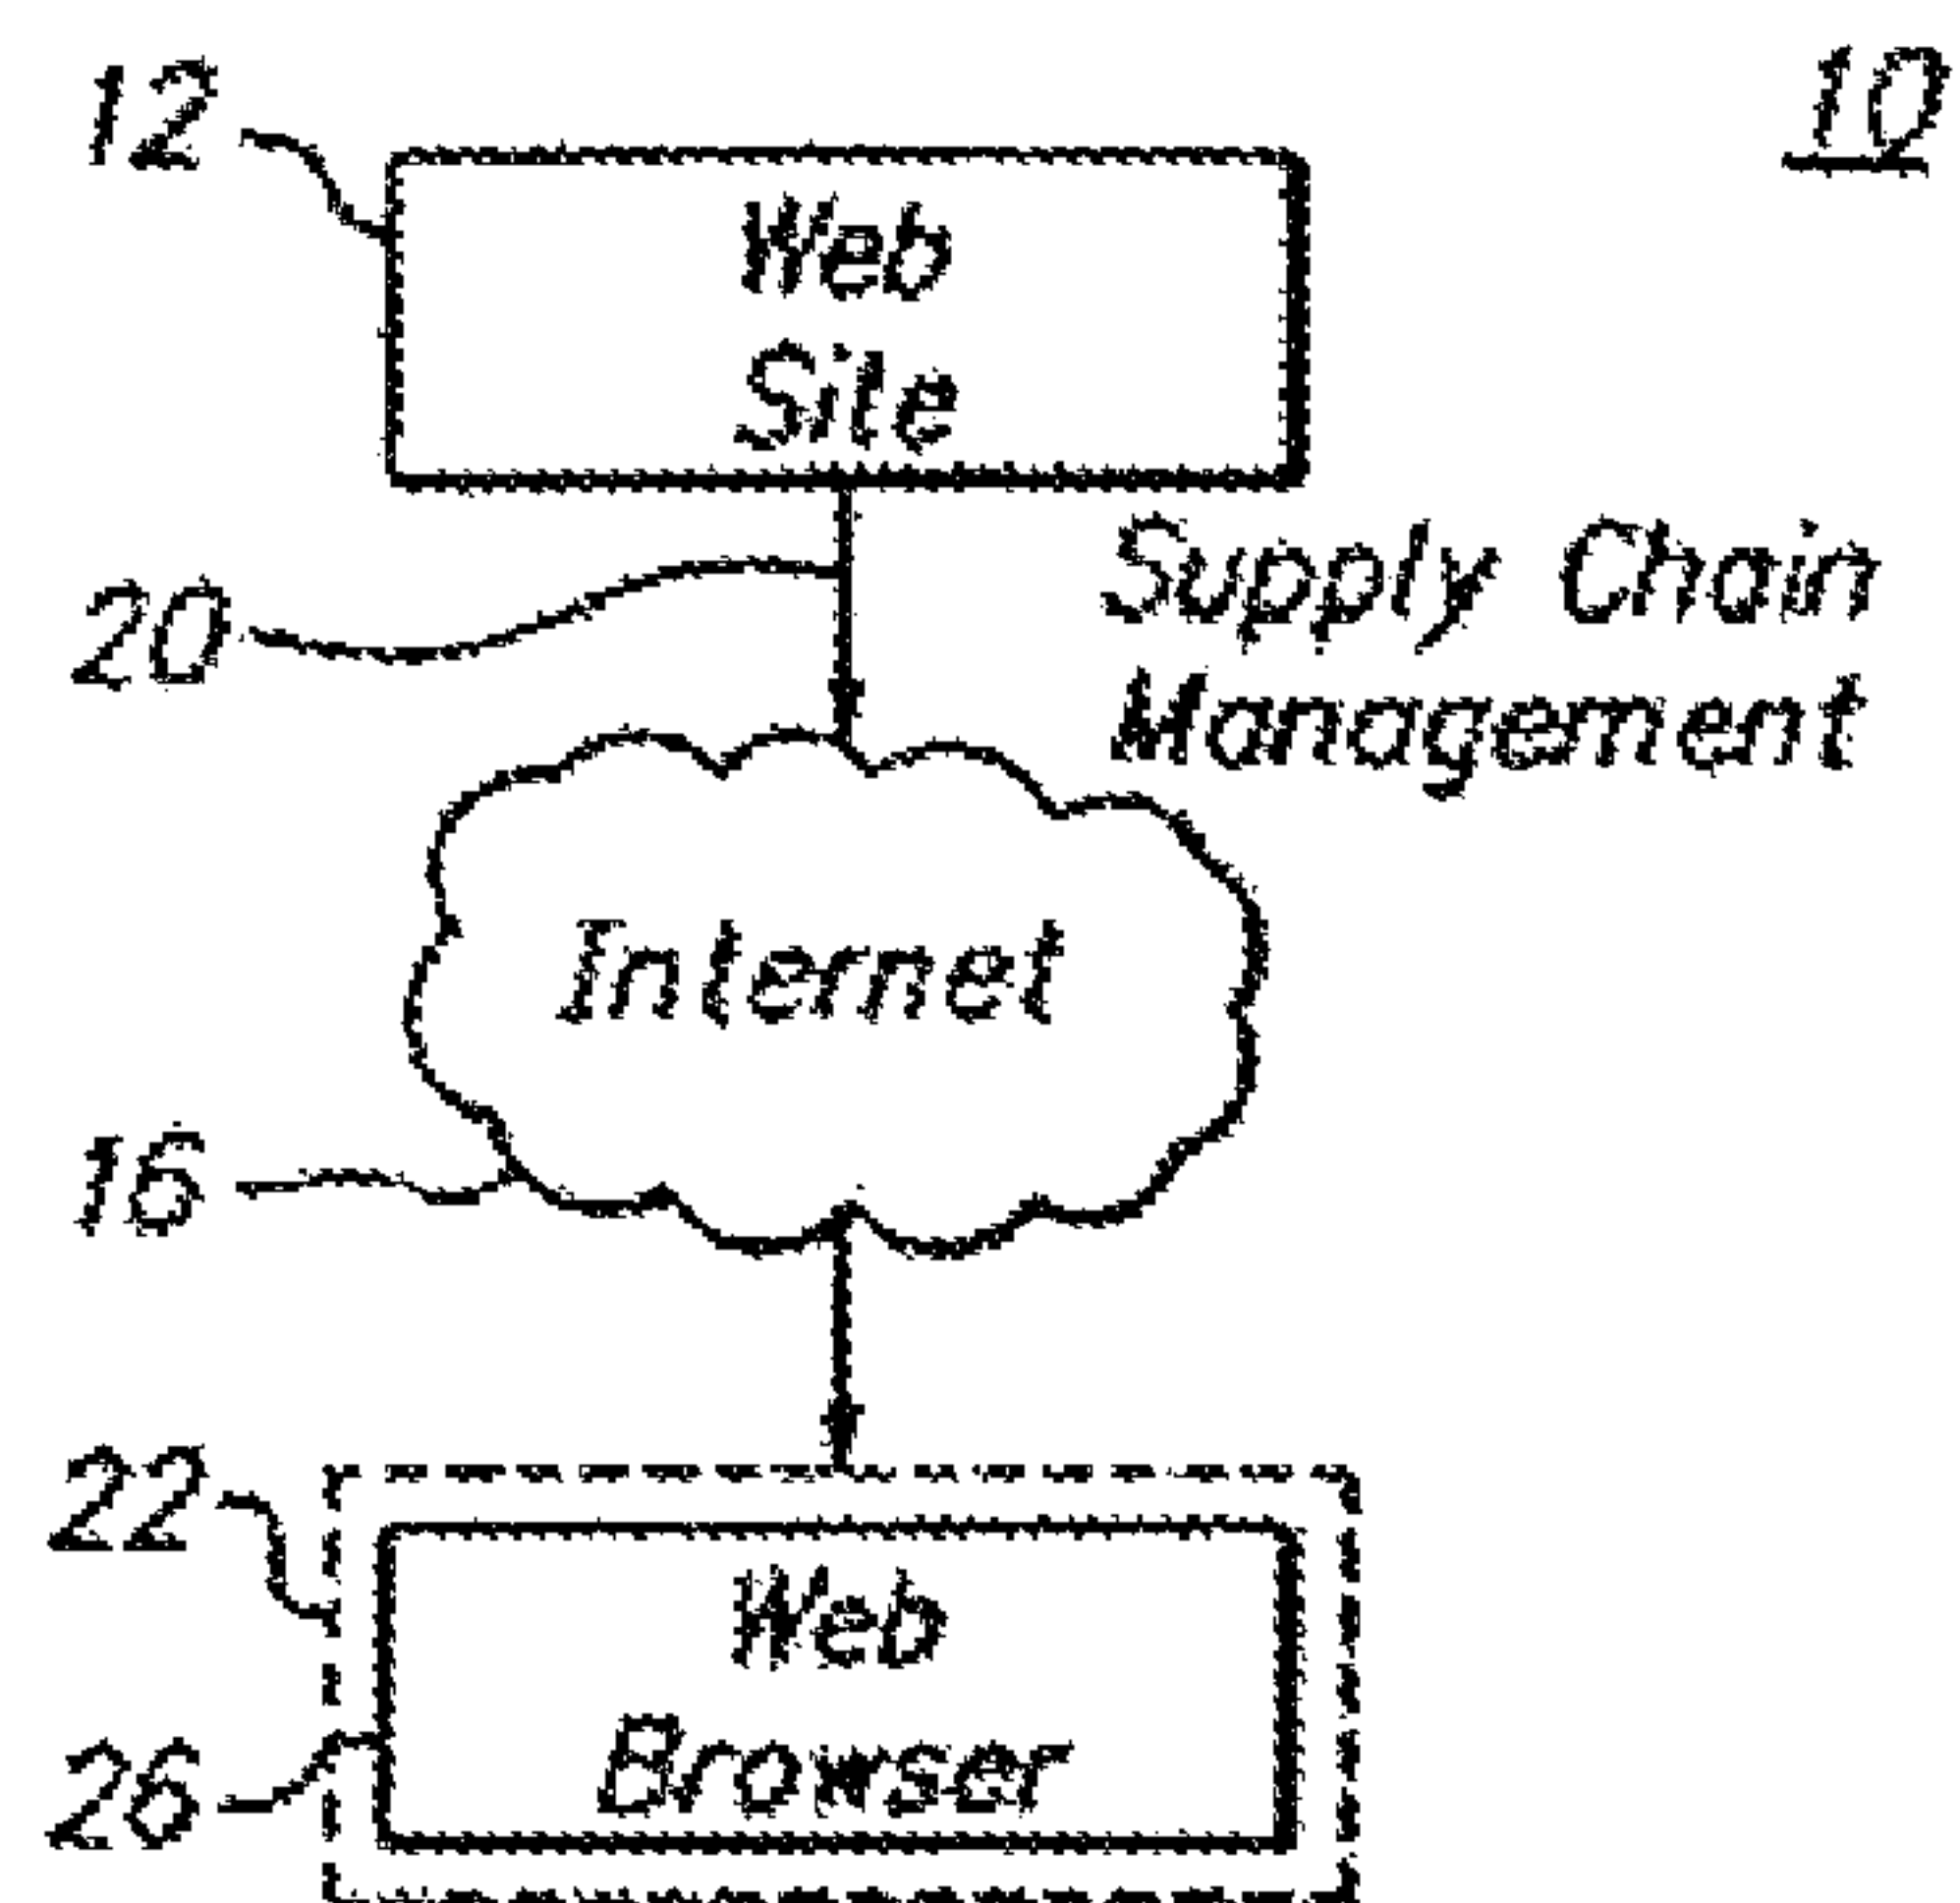 12
10
Web
Site
20
Supply Chain
Management
Internet
16
22
Web
26
Browser